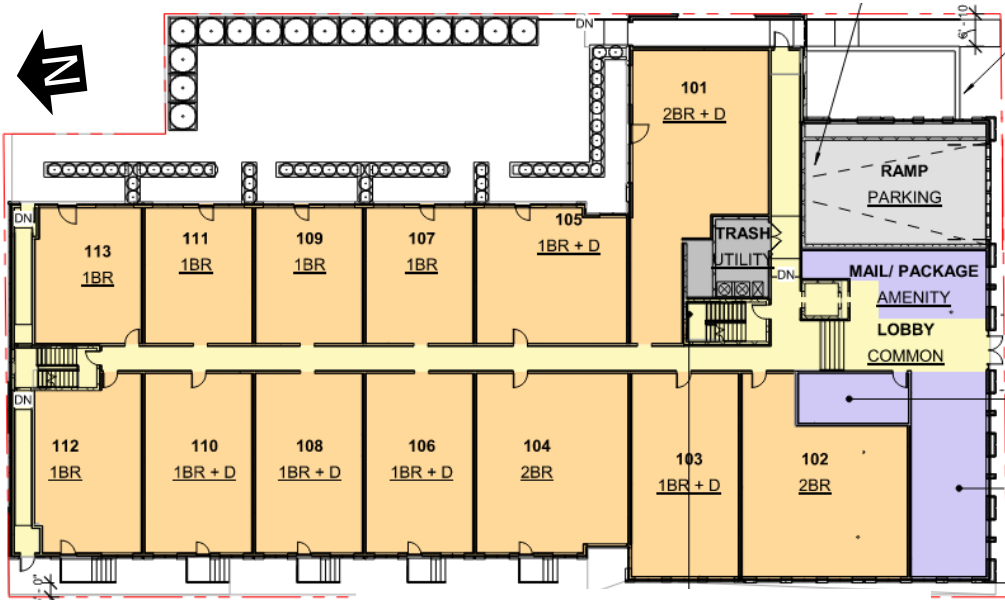 DN
6' - 10
N
101
2BR + D
RAMP
PARKING
DN
113
1BR
111
1BR
109
1BR
107
1BR
105
1BR + D
TRASH
UTILITY
DN
MAIL/ PACKAGE
AMENITY
LOBBY
COMMON
DN
112
1BR
110
1BR + D
108
1BR + D
106
1BR + D
104
2BR
103
1BR + D
102
2BR